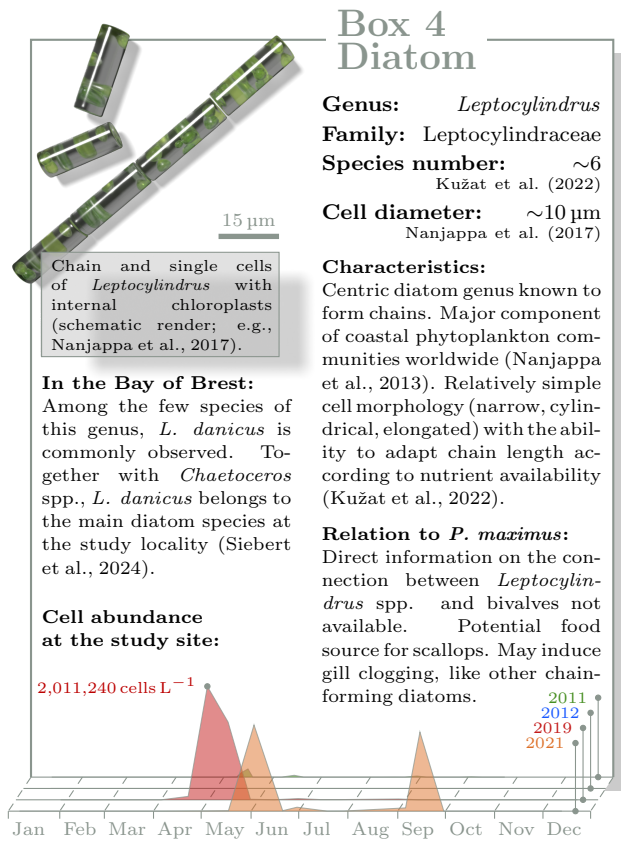 Box 4
Diatom
Genus: Leptocylindrus
Family: Leptocylindraceae
Species number: ∼6
Kužat et al. (2022)
Cell diameter: ∼10 µm
Nanjappa et al. (2017)
15 µm
Chain and single cells
of Leptocylindrus with
internal chloroplasts
(schematic render; e.g.,
Nanjappa et al., 2017).
In the Bay of Brest:
Among the few species of
this genus, L. danicus is
commonly observed. To-
gether with Chaetoceros
spp., L. danicus belongs to
the main diatom species at
the study locality (Siebert
et al., 2024).
Characteristics:
Centric diatom genus known to
form chains. Major component
of coastal phytoplankton com-
munities worldwide (Nanjappa
et al., 2013). Relatively simple
cell morphology (narrow, cylin-
drical, elongated) with the abil-
ity to adapt chain length ac-
cording to nutrient availability
(Kužat et al., 2022).
Relation to P. maximus:
Direct information on the con-
nection between Leptocylin-
drus spp. and bivalves not
available. Potential food
source for scallops. May induce
gill clogging, like other chain-
forming diatoms.
Cell abundance
at the study site:
2,011,240 cells L⁻¹
2011
2012
2019
2021
Jan Feb Mar Apr May Jun Jul Aug Sep Oct Nov Dec